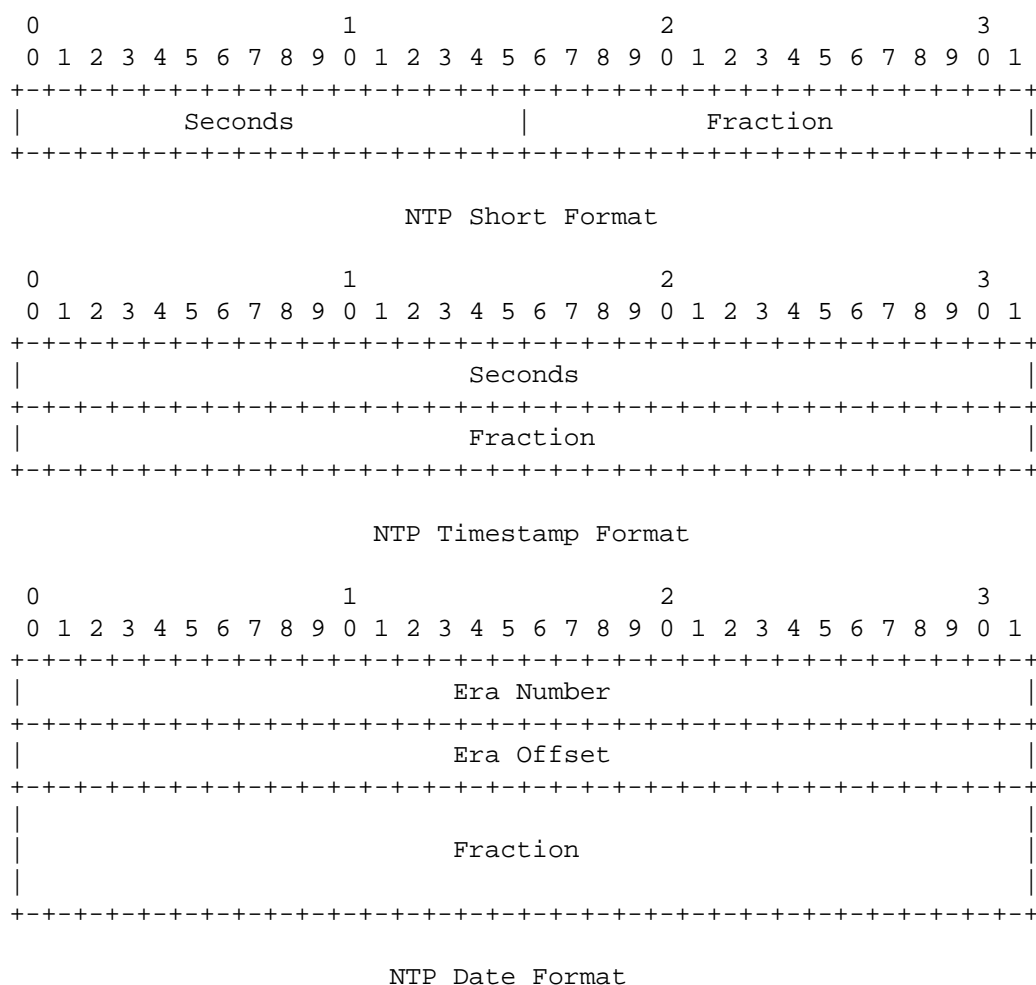 0                   1                   2                   3
0 1 2 3 4 5 6 7 8 9 0 1 2 3 4 5 6 7 8 9 0 1 2 3 4 5 6 7 8 9 0 1
+-+-+-+-+-+-+-+-+-+-+-+-+-+-+-+-+-+-+-+-+-+-+-+-+-+-+-+-+-+-+-+-+
|          Seconds              |           Fraction            |
+-+-+-+-+-+-+-+-+-+-+-+-+-+-+-+-+-+-+-+-+-+-+-+-+-+-+-+-+-+-+-+-+
NTP Short Format
0                   1                   2                   3
0 1 2 3 4 5 6 7 8 9 0 1 2 3 4 5 6 7 8 9 0 1 2 3 4 5 6 7 8 9 0 1
+-+-+-+-+-+-+-+-+-+-+-+-+-+-+-+-+-+-+-+-+-+-+-+-+-+-+-+-+-+-+-+-+
|                            Seconds                            |
+-+-+-+-+-+-+-+-+-+-+-+-+-+-+-+-+-+-+-+-+-+-+-+-+-+-+-+-+-+-+-+-+
|                            Fraction                           |
+-+-+-+-+-+-+-+-+-+-+-+-+-+-+-+-+-+-+-+-+-+-+-+-+-+-+-+-+-+-+-+-+
NTP Timestamp Format
0                   1                   2                   3
0 1 2 3 4 5 6 7 8 9 0 1 2 3 4 5 6 7 8 9 0 1 2 3 4 5 6 7 8 9 0 1
+-+-+-+-+-+-+-+-+-+-+-+-+-+-+-+-+-+-+-+-+-+-+-+-+-+-+-+-+-+-+-+-+
|                           Era Number                          |
+-+-+-+-+-+-+-+-+-+-+-+-+-+-+-+-+-+-+-+-+-+-+-+-+-+-+-+-+-+-+-+-+
|                           Era Offset                          |
+-+-+-+-+-+-+-+-+-+-+-+-+-+-+-+-+-+-+-+-+-+-+-+-+-+-+-+-+-+-+-+-+
|                                                               |
|                           Fraction                            |
|                                                               |
+-+-+-+-+-+-+-+-+-+-+-+-+-+-+-+-+-+-+-+-+-+-+-+-+-+-+-+-+-+-+-+-+
NTP Date Format